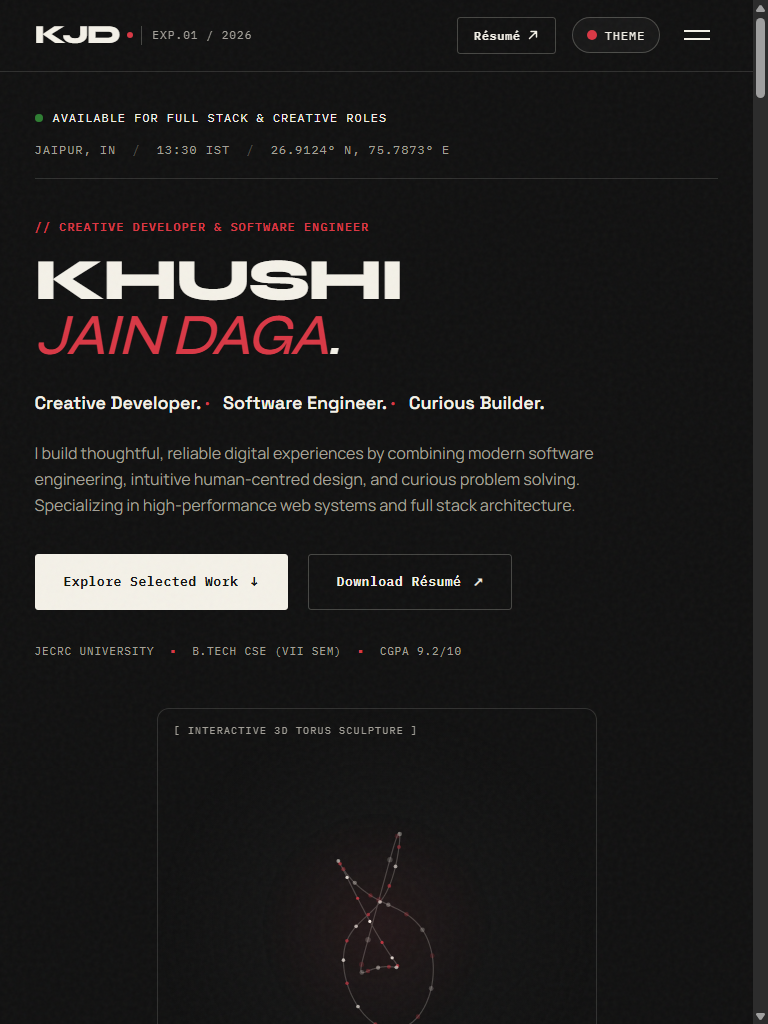 KJD
EXP.01 / 2026
Résumé ↗
THEME
AVAILABLE FOR FULL STACK & CREATIVE ROLES
JAIPUR, IN / 13:30 IST / 26.9124° N, 75.7873° E
// CREATIVE DEVELOPER & SOFTWARE ENGINEER
KHUSHI
JAIN DAGA.
Creative Developer. · Software Engineer. · Curious Builder.
I build thoughtful, reliable digital experiences by combining modern software
engineering, intuitive human-centred design, and curious problem solving.
Specializing in high-performance web systems and full stack architecture.
Explore Selected Work ↓
Download Résumé ↗
JECRC UNIVERSITY ▪ B.TECH CSE (VII SEM) ▪ CGPA 9.2/10
[ INTERACTIVE 3D TORUS SCULPTURE ]